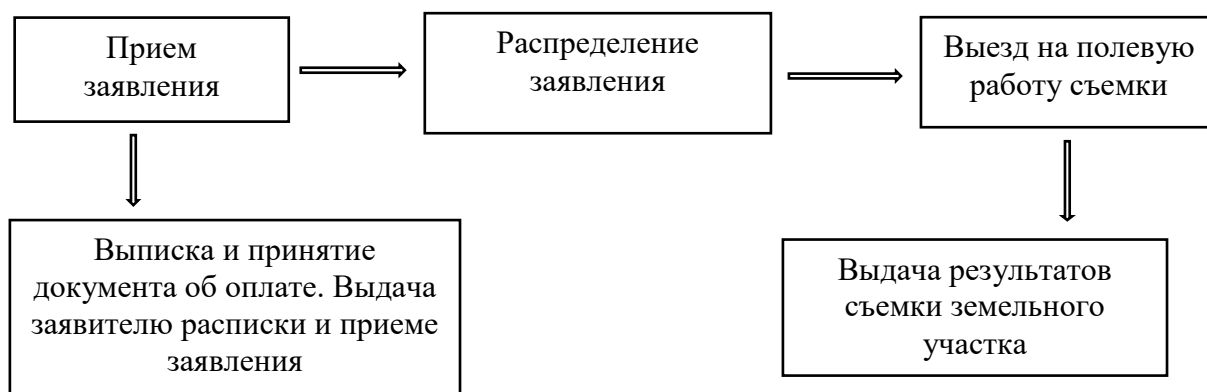 Прием
заявления
Распределение
заявления
Выезд на полевую
работу съемки
Выписка и принятие
документа об оплате. Выдача
заявителю расписки и приеме
заявления
Выдача результатов
съемки земельного
участка